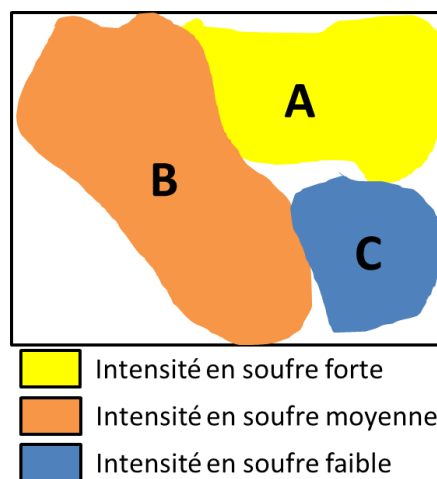 A
B
C
Intensité en soufre forte
Intensité en soufre moyenne
Intensité en soufre faible